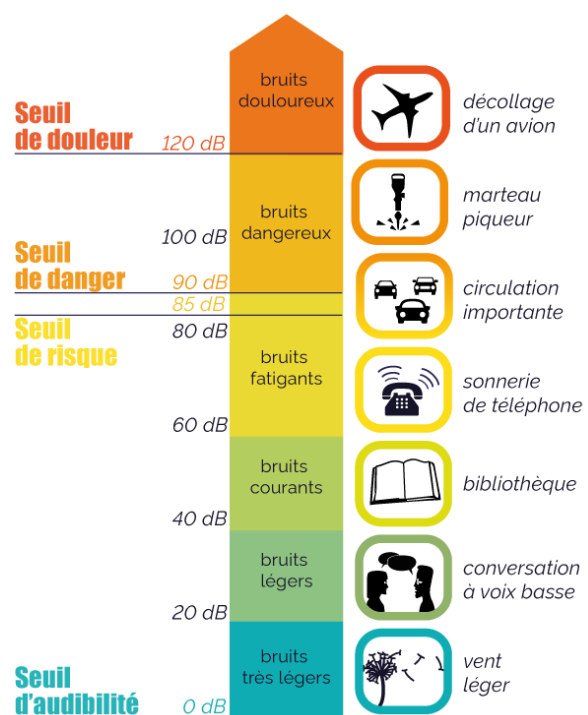 bruits
douloureux
décollage
d'un avion
Seuil
de douleur
120 dB
marteau
piqueur
bruits
dangereux
100 dB
Seuil
de danger
90 dB
circulation
importante
85 dB
Seuil
de risque
80 dB
bruits
fatigants
sonnerie
de téléphone
60 dB
bruits
courants
bibliothèque
40 dB
bruits
légers
conversation
à voix basse
20 dB
bruits
très légers
vent
léger
Seuil
d'audibilité
0 dB